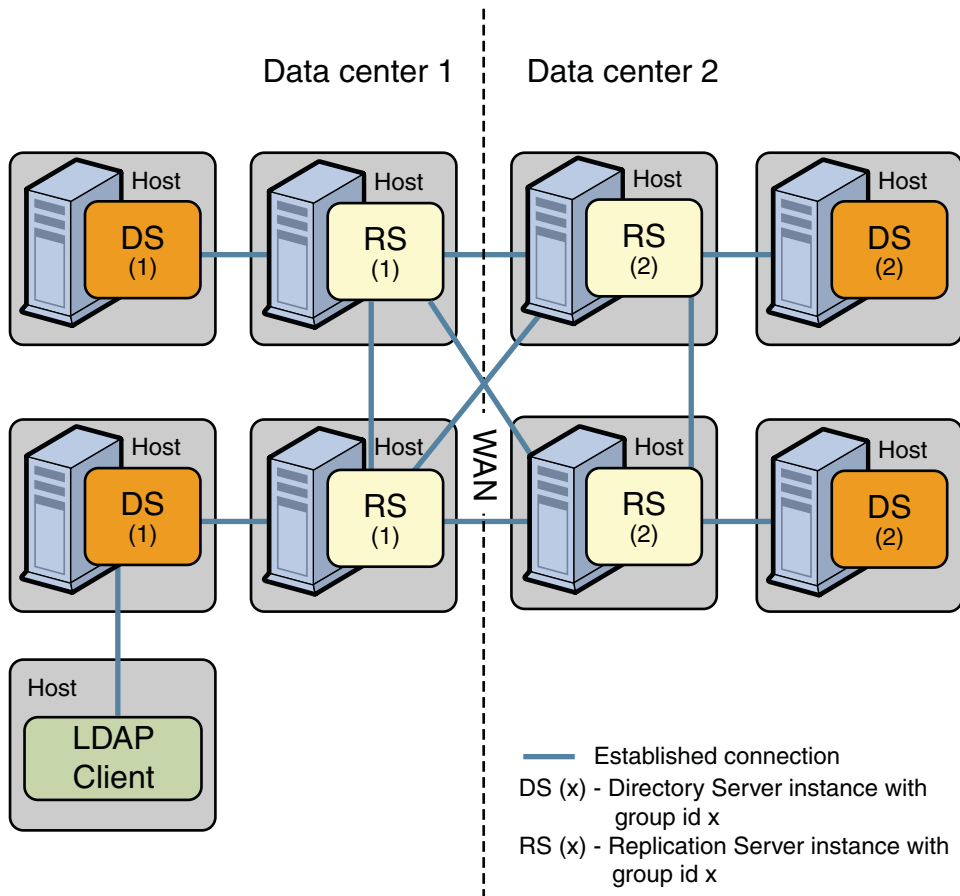 Data center 1
Data center 2
Host
DS
(1)
Host
RS
(1)
Host
RS
(2)
Host
DS
(2)
WAN
Host
DS
(1)
Host
RS
(1)
Host
RS
(2)
Host
DS
(2)
Host
LDAP
Client
Established connection
DS (x) - Directory Server instance with
group id x
RS (x) - Replication Server instance with
group id x